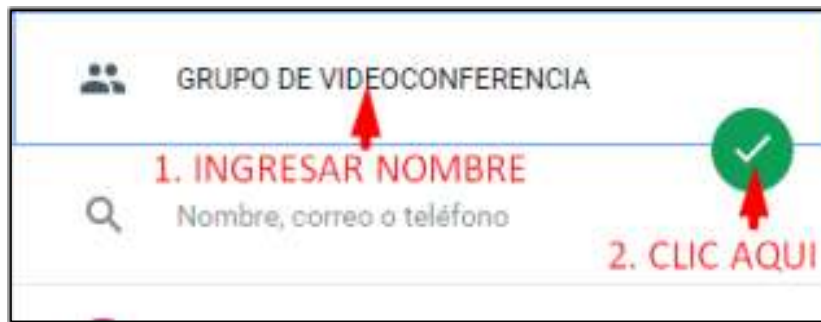 GRUPO DE VIDEOCONFERENCIA
1. INGRESAR NOMBRE
Nombre, correo o teléfono
2. CLIC AQUI